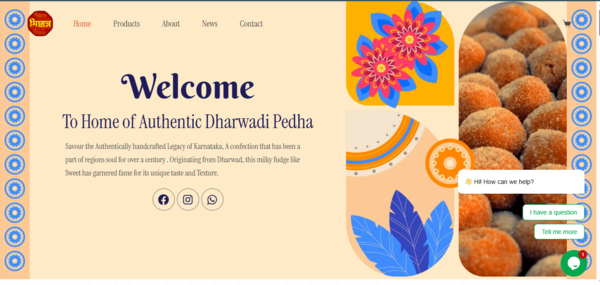 मिश्रा
Home Products About News Contact
Welcome
To Home of Authentic Dharwadi Pedha
Savour the Authentically handcrafted Legacy of Karnataka, A confection that has been a
part of regions soul for over a century . Originating from Dharwad, this milky fudge like
Sweet has garnered fame for its unique taste and Texture.
👋 Hi! How can we help?
I have a question
Tell me more
1